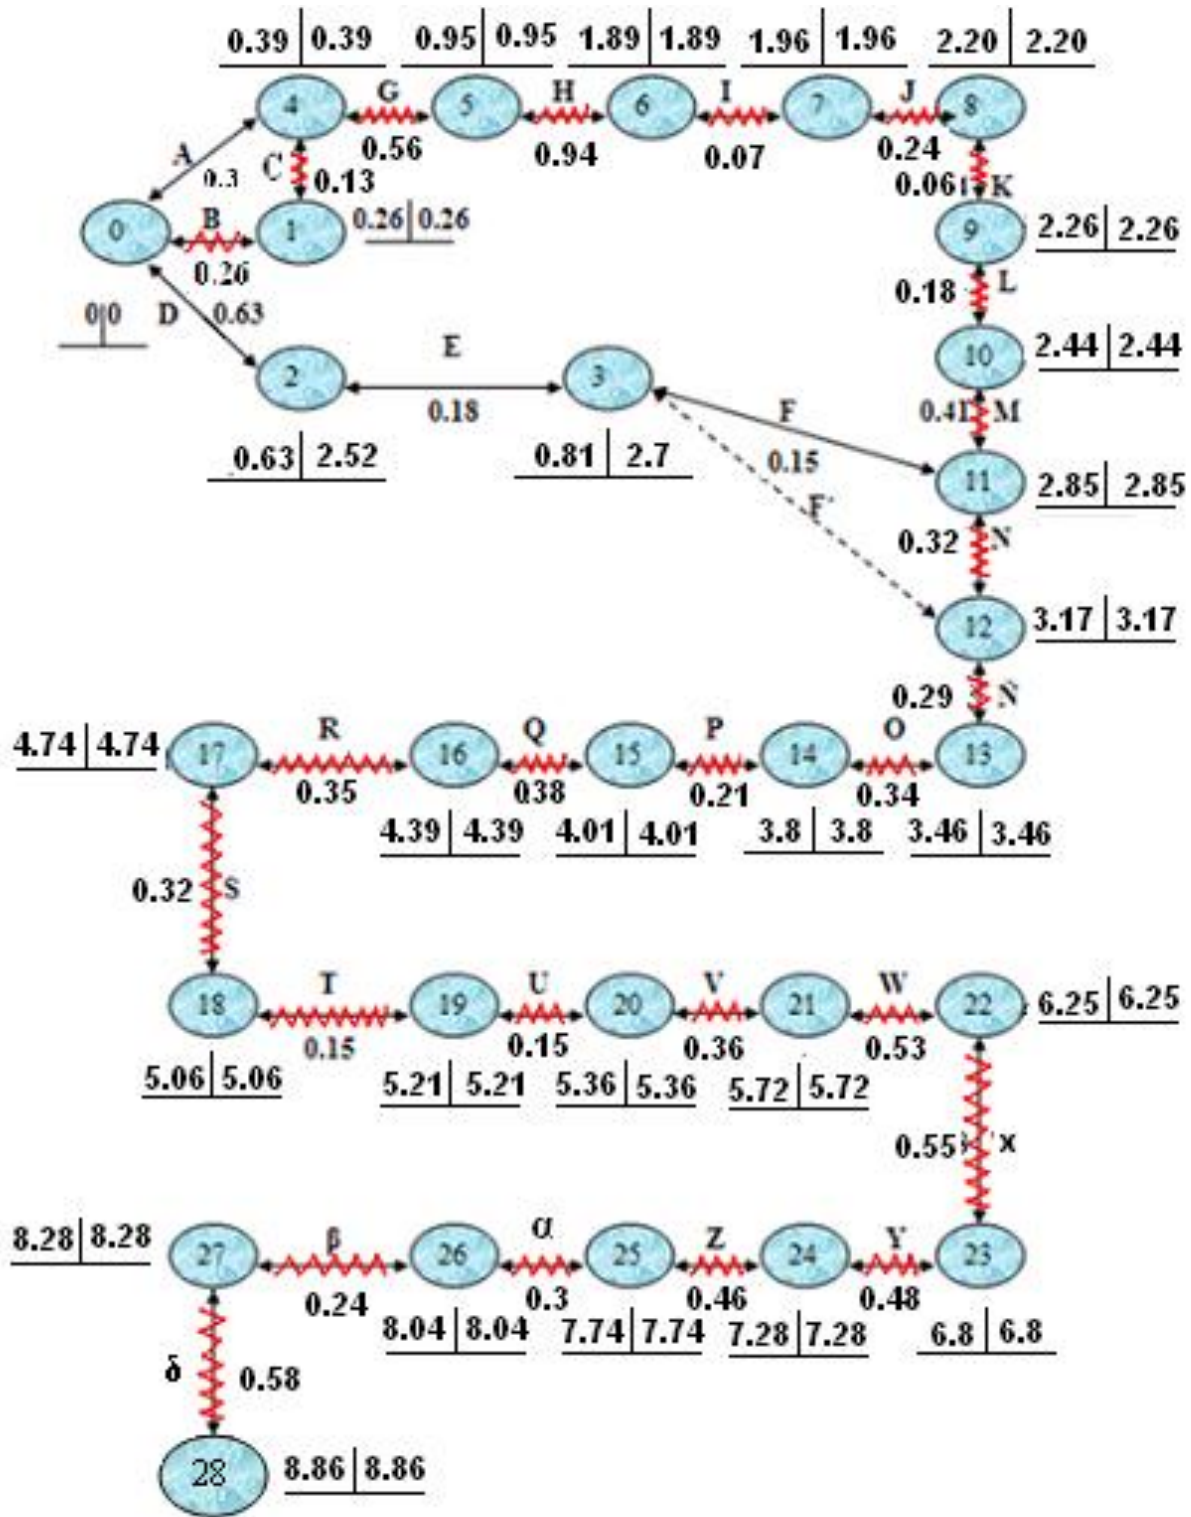 0.39 0.39 0.95 0.95 1.89 1.89 1.96 1.96 2.20 2.20
4 G 5 H 6 I 7 J 8
0.56 0.94 0.07 0.24
A 0.3 C 0.13 0.06 K
0 B 1 0.26 0.26 9 2.26 2.26
0.26 0.18 L
0 0 D 0.63
2 E 3 10 2.44 2.44
0.18 0.41 M
0.63 2.52 0.81 2.7 F 0.15 11 2.85 2.85
F' 0.32 N
12 3.17 3.17
0.29 Ñ
4.74 4.74 17 R 16 Q 15 P 14 O 13
0.35 0.38 0.21 0.34
4.39 4.39 4.01 4.01 3.8 3.8 3.46 3.46
0.32 S
18 T 19 U 20 V 21 W 22 6.25 6.25
0.15 0.15 0.36 0.53
5.06 5.06 5.21 5.21 5.36 5.36 5.72 5.72
0.55 x
8.28 8.28 27 β 26 α 25 Z 24 Y 23
0.24 0.3 0.46 0.48
8.04 8.04 7.74 7.74 7.28 7.28 6.8 6.8
δ 0.58
28 8.86 8.86